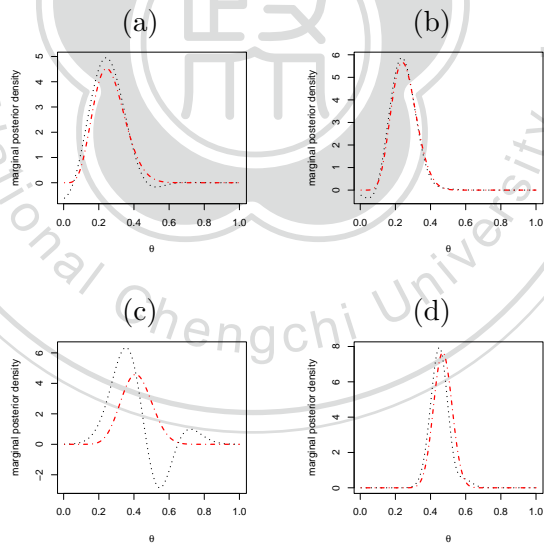 (a)
(b)
marginal posterior density
0 1 2 3 4 5
0.0 0.2 0.4 0.6 0.8 1.0
θ
marginal posterior density
0 1 2 3 4 5 6
0.0 0.2 0.4 0.6 0.8 1.0
θ
(c)
(d)
marginal posterior density
−2 0 2 4 6
0.0 0.2 0.4 0.6 0.8 1.0
θ
marginal posterior density
0 2 4 6 8
0.0 0.2 0.4 0.6 0.8 1.0
θ
ational Chengchi University